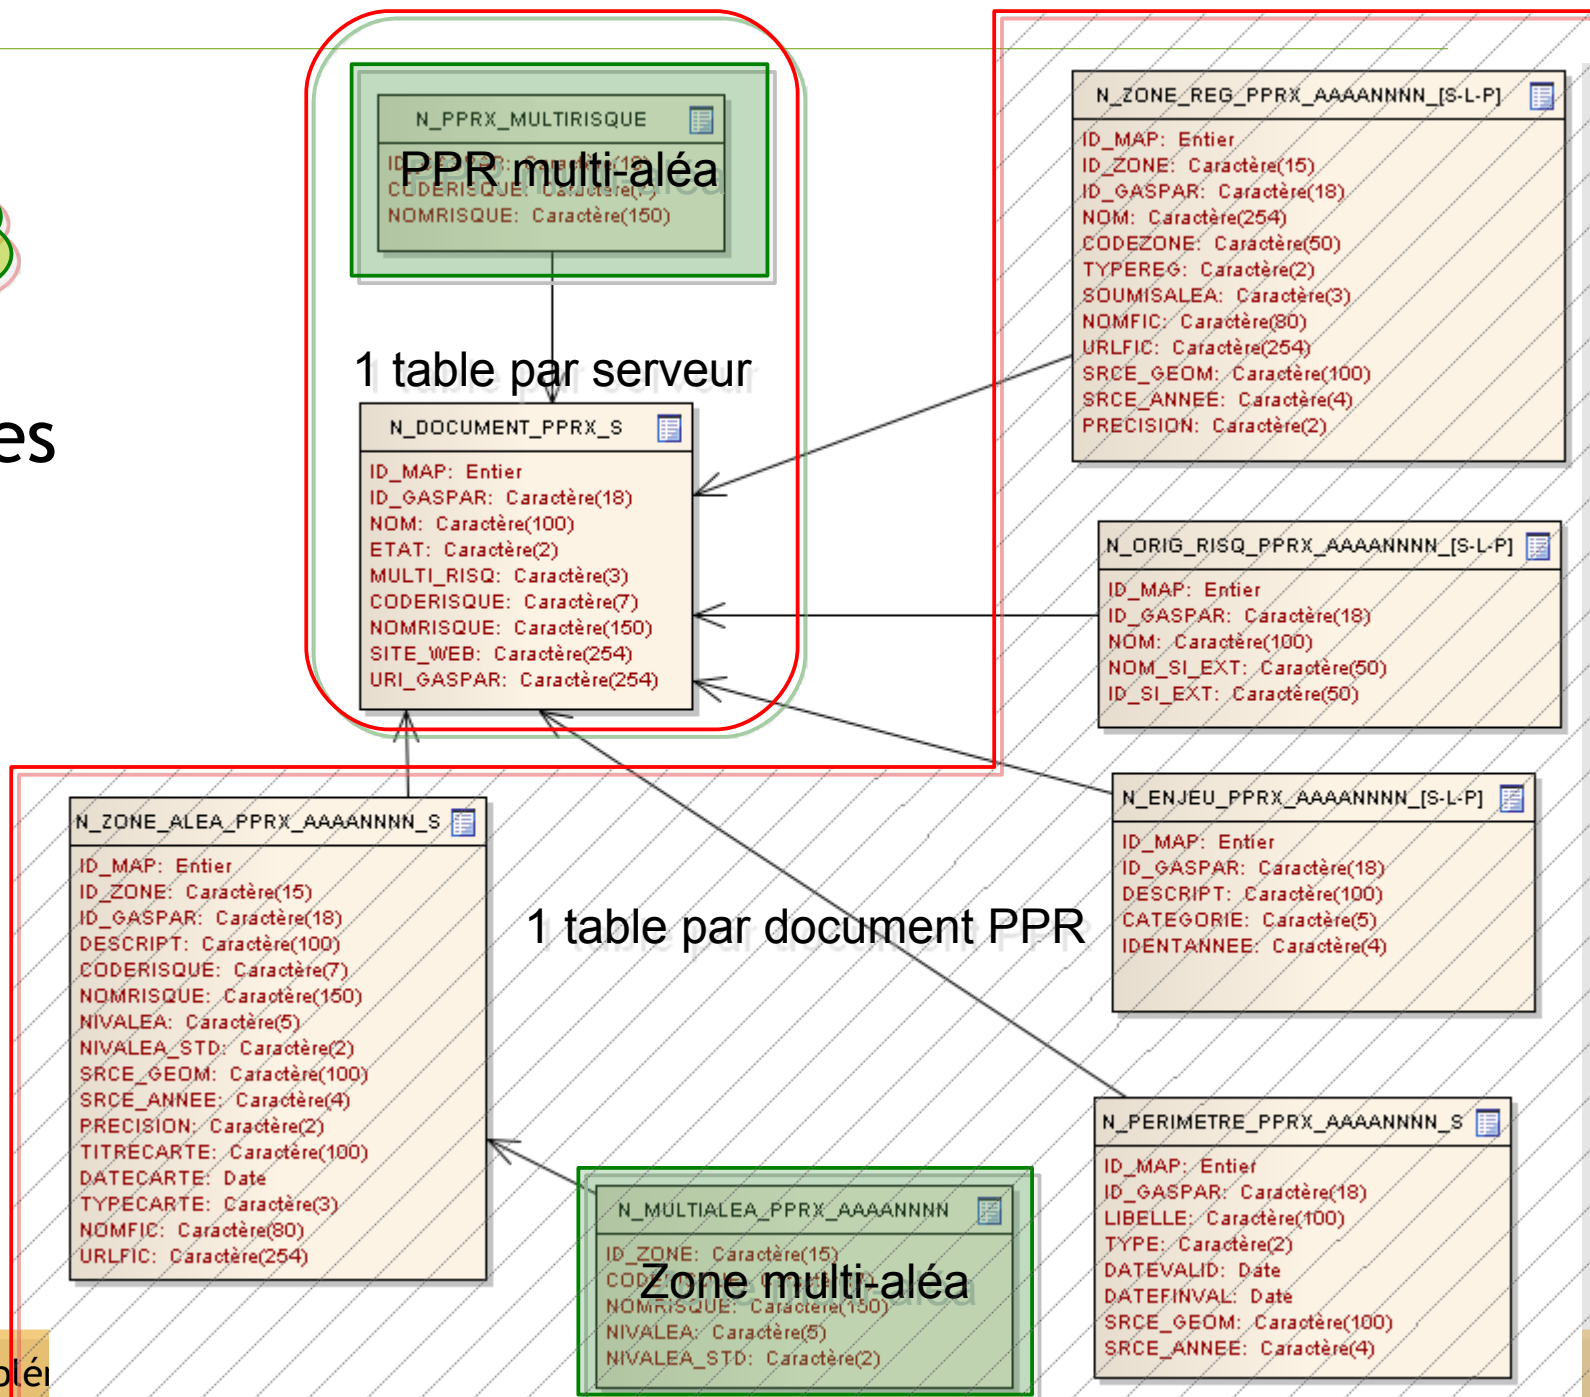 N_PPRX_MULTIRISQUE
PPR multi-aléa
NOMRISQUE: Caractère(150)
1 table par serveur
N_DOCUMENT_PPRX_S
ID_MAP: Entier
ID_GASPAR: Caractère(18)
NOM: Caractère(100)
ETAT: Caractère(2)
MULTI_RISQ: Caractère(3)
CODERISQUE: Caractère(7)
NOMRISQUE: Caractère(150)
SITE_WEB: Caractère(254)
URI_GASPAR: Caractère(254)
es
N_ZONE_REG_PPRX_AAAANNNN_[S-L-P]
ID_MAP: Entier
ID_ZONE: Caractère(15)
ID_GASPAR: Caractère(18)
NOM: Caractère(254)
CODEZONE: Caractère(50)
TYPEREG: Caractère(2)
SOUMISALEA: Caractère(3)
NOMFIC: Caractère(80)
URLFIC: Caractère(254)
SRCE_GEOM: Caractère(100)
SRCE_ANNEE: Caractère(4)
PRECISION: Caractère(2)
N_ORIG_RISQ_PPRX_AAAANNNN_[S-L-P]
ID_MAP: Entier
ID_GASPAR: Caractère(18)
NOM: Caractère(100)
NOM_SI_EXT: Caractère(50)
ID_SI_EXT: Caractère(50)
N_ENJEU_PPRX_AAAANNNN_[S-L-P]
ID_MAP: Entier
ID_GASPAR: Caractère(18)
DESCRIPT: Caractère(100)
CATEGORIE: Caractère(5)
IDENTANNEE: Caractère(4)
1 table par document PPR
N_ZONE_ALEA_PPRX_AAAANNNN_S
ID_MAP: Entier
ID_ZONE: Caractère(15)
ID_GASPAR: Caractère(18)
DESCRIPT: Caractère(100)
CODERISQUE: Caractère(7)
NOMRISQUE: Caractère(150)
NIVALEA: Caractère(5)
NIVALEA_STD: Caractère(2)
SRCE_GEOM: Caractère(100)
SRCE_ANNEE: Caractère(4)
PRECISION: Caractère(2)
TITRECARTE: Caractère(100)
DATECARTE: Date
TYPECARTE: Caractère(3)
NOMFIC: Caractère(80)
URLFIC: Caractère(254)
N_MULTIALEA_PPRX_AAAANNNN
ID_ZONE: Caractère(15)
Zone multi-aléa
NOMRISQUE: Caractère(150)
NIVALEA: Caractère(5)
NIVALEA_STD: Caractère(2)
N_PERIMETRE_PPRX_AAAANNNN_S
ID_MAP: Entier
ID_GASPAR: Caractère(18)
LIBELLE: Caractère(100)
TYPE: Caractère(2)
DATEVALID: Date
DATEFINVAL: Date
SRCE_GEOM: Caractère(100)
SRCE_ANNEE: Caractère(4)